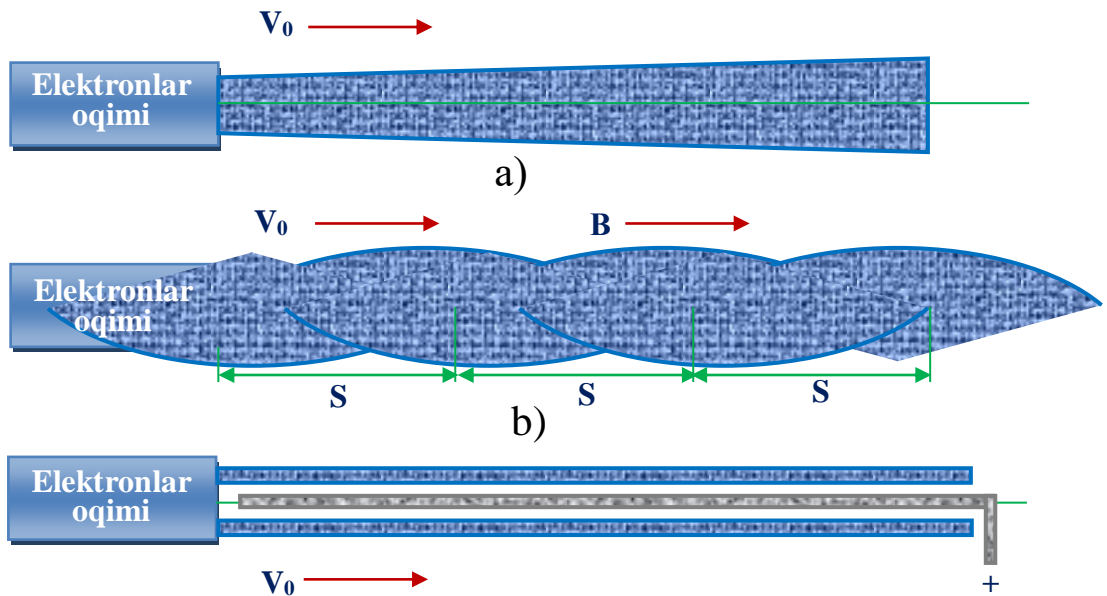 V₀
Elektronlar
oqimi
a)
V₀ B
Elektronlar
oqimi
S S S
b)
Elektronlar
oqimi
V₀
+